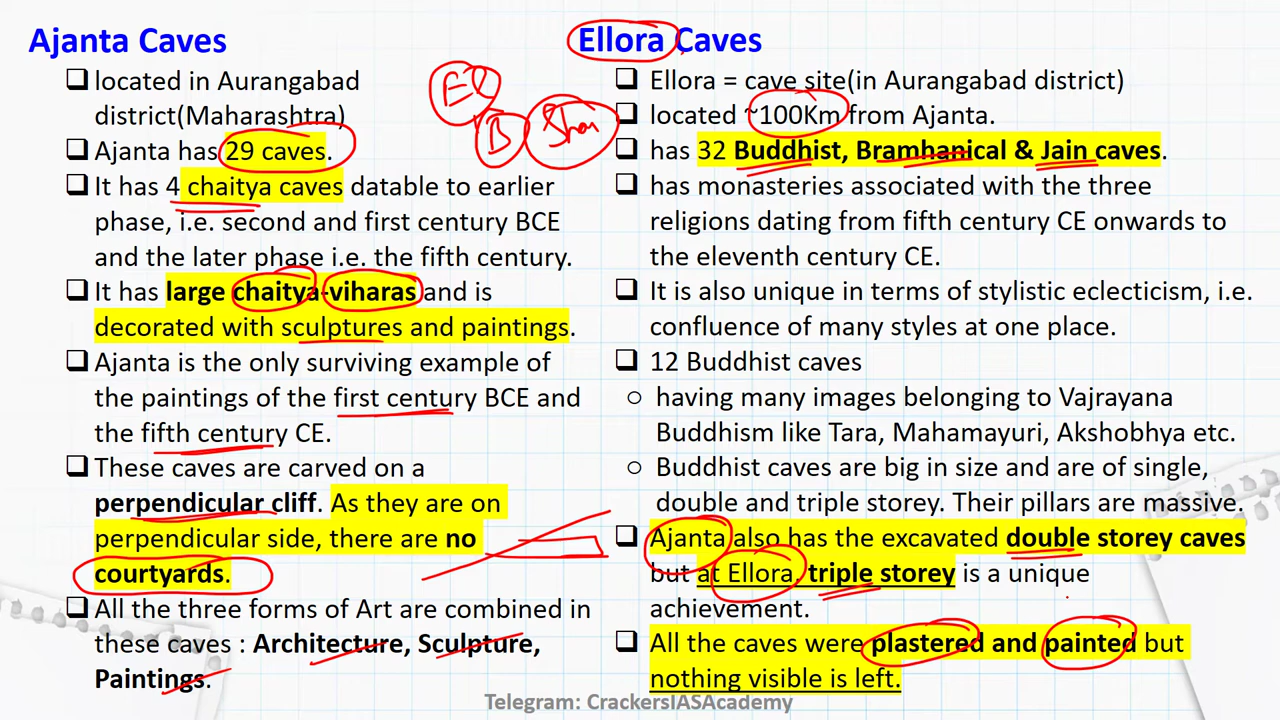 Ajanta Caves
❑ located in Aurangabad
district(Maharashtra)
❑ Ajanta has 29 caves.
❑ It has 4 chaitya caves datable to earlier
phase, i.e. second and first century BCE
and the later phase i.e. the fifth century.
❑ It has large chaitya-viharas and is
decorated with sculptures and paintings.
❑ Ajanta is the only surviving example of
the paintings of the first century BCE and
the fifth century CE.
❑ These caves are carved on a
perpendicular cliff. As they are on
perpendicular side, there are no
courtyards.
❑ All the three forms of Art are combined in
these caves : Architecture, Sculpture,
Paintings.
B
Ellora Caves
❑ Ellora = cave site(in Aurangabad district)
❑ located ~100Km from Ajanta.
❑ has 32 Buddhist, Bramhanical & Jain caves.
❑ has monasteries associated with the three
religions dating from fifth century CE onwards to
the eleventh century CE.
❑ It is also unique in terms of stylistic eclecticism, i.e.
confluence of many styles at one place.
❑ 12 Buddhist caves
○ having many images belonging to Vajrayana
Buddhism like Tara, Mahamayuri, Akshobhya etc.
○ Buddhist caves are big in size and are of single,
double and triple storey. Their pillars are massive.
❑ Ajanta also has the excavated double storey caves
but at Ellora, triple storey is a unique
achievement.
❑ All the caves were plastered and painted but
nothing visible is left.
Telegram: CrackersIASAcademy